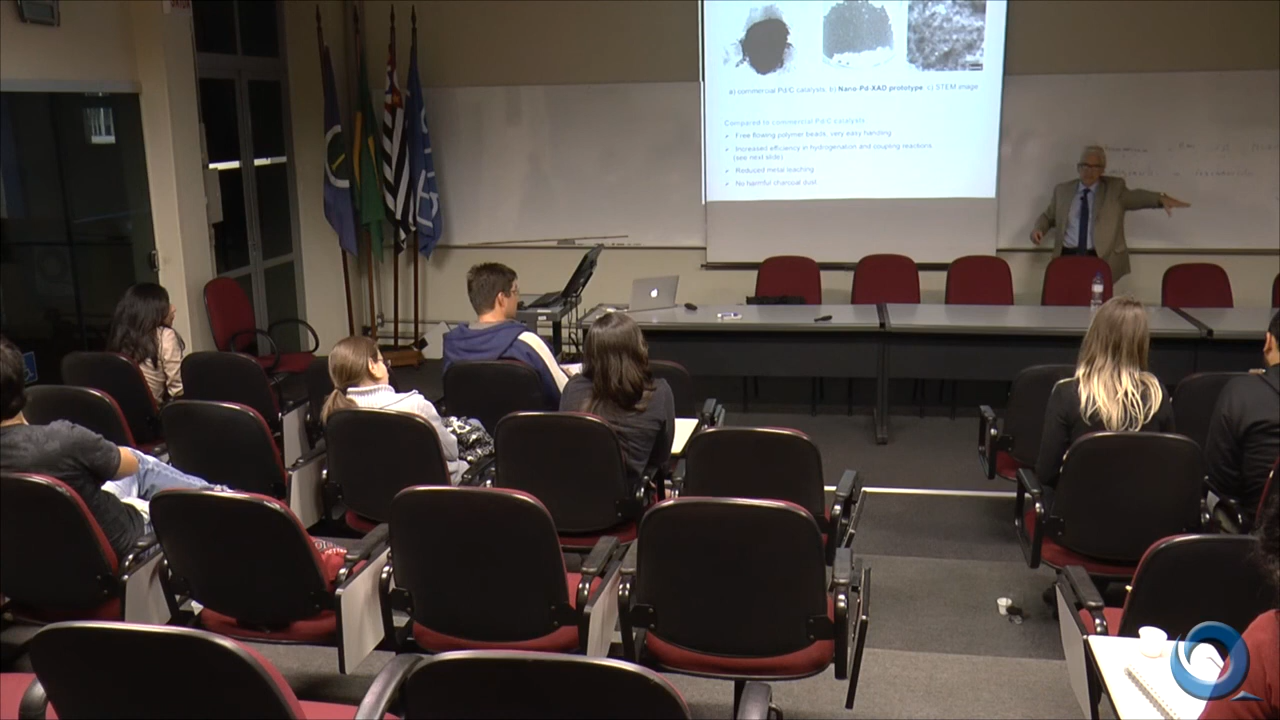 a) commercial Pd/C catalysts, b) Nano-Pd-XAD prototype, c) STEM image
Compared to commercial Pd/C catalysts
✓ Free flowing polymer beads, very easy handling
✓ Increased efficiency in hydrogenation and coupling reactions
(see next slide)
✓ Reduced metal leaching
✓ No harmful charcoal dust